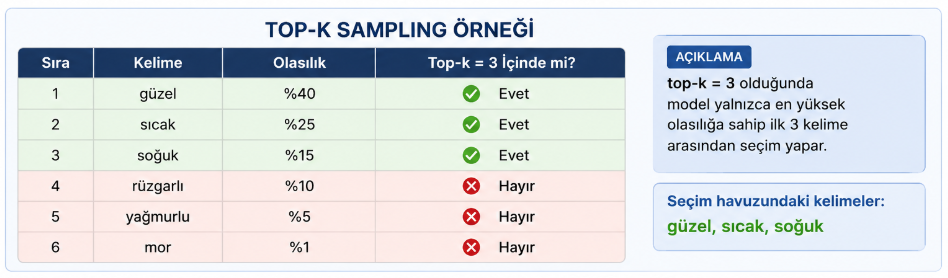 TOP-K SAMPLING ÖRNEĞİ
Sıra Kelime Olasılık Top-k = 3 İçinde mi?
1 güzel %40 Evet
2 sıcak %25 Evet
3 soğuk %15 Evet
4 rüzgarlı %10 Hayır
5 yağmurlu %5 Hayır
6 mor %1 Hayır
AÇIKLAMA
top-k = 3 olduğunda
model yalnızca en yüksek
olasılığa sahip ilk 3 kelime
arasından seçim yapar.
Seçim havuzundaki kelimeler:
güzel, sıcak, soğuk